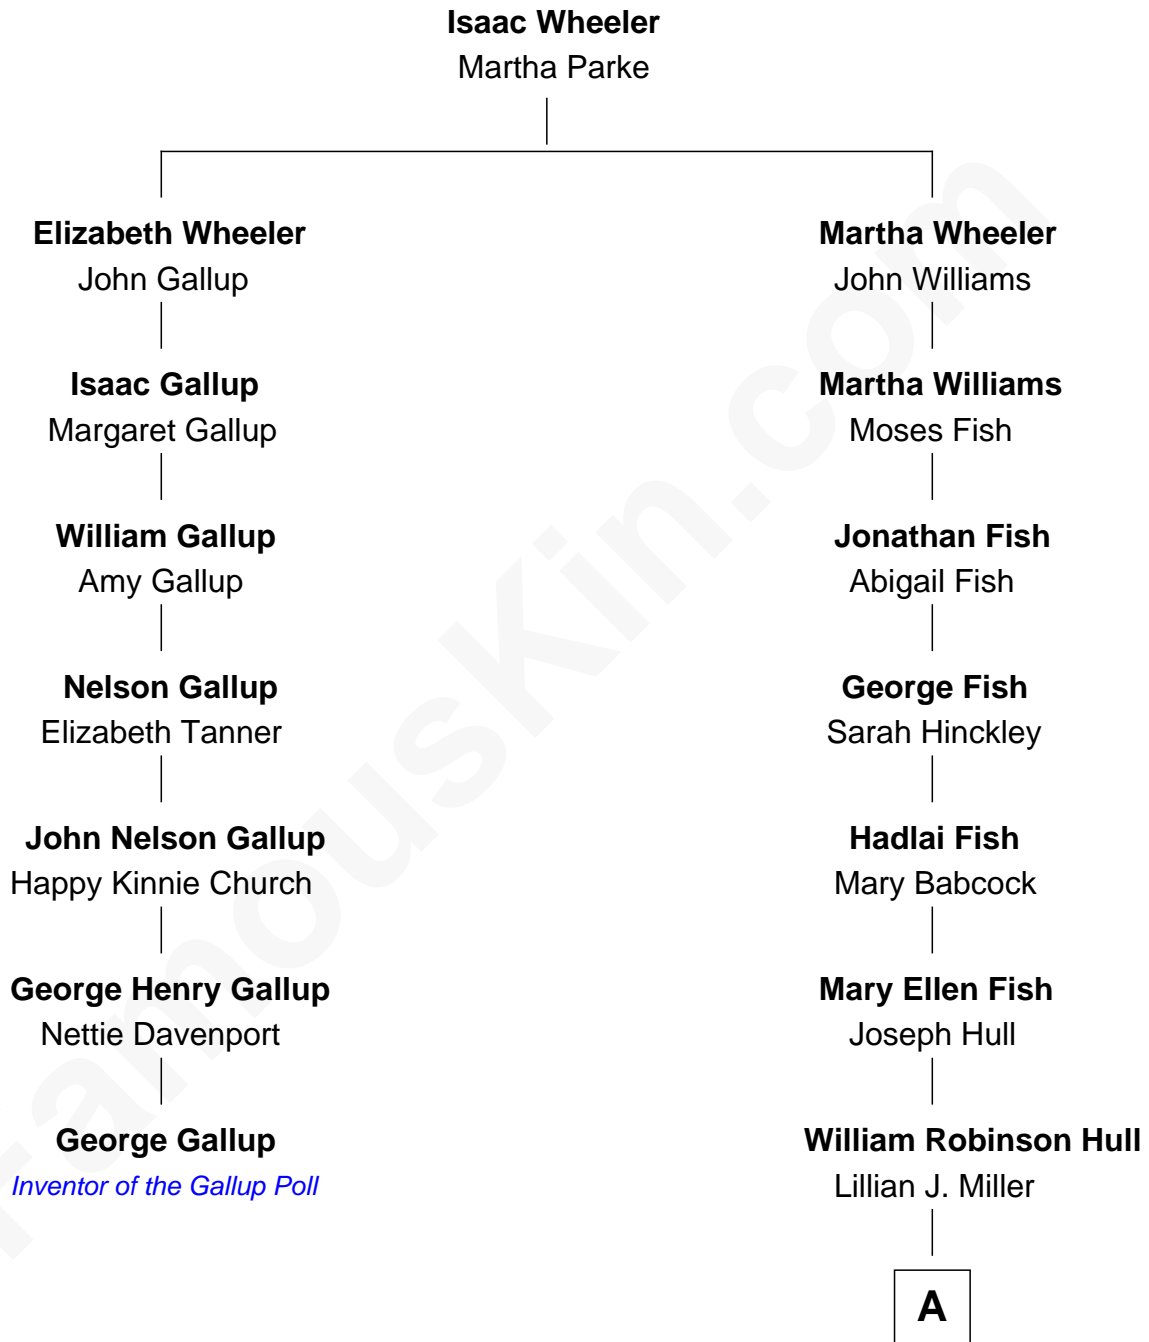 Isaac Wheeler
Martha Parke
Elizabeth Wheeler
John Gallup
Isaac Gallup
Margaret Gallup
William Gallup
Amy Gallup
Nelson Gallup
Elizabeth Tanner
John Nelson Gallup
Happy Kinnie Church
George Henry Gallup
Nettie Davenport
George Gallup
Inventor of the Gallup Poll
Martha Wheeler
John Williams
Martha Williams
Moses Fish
Jonathan Fish
Abigail Fish
George Fish
Sarah Hinckley
Hadlai Fish
Mary Babcock
Mary Ellen Fish
Joseph Hull
William Robinson Hull
Lillian J. Miller
A
FamousKin.com